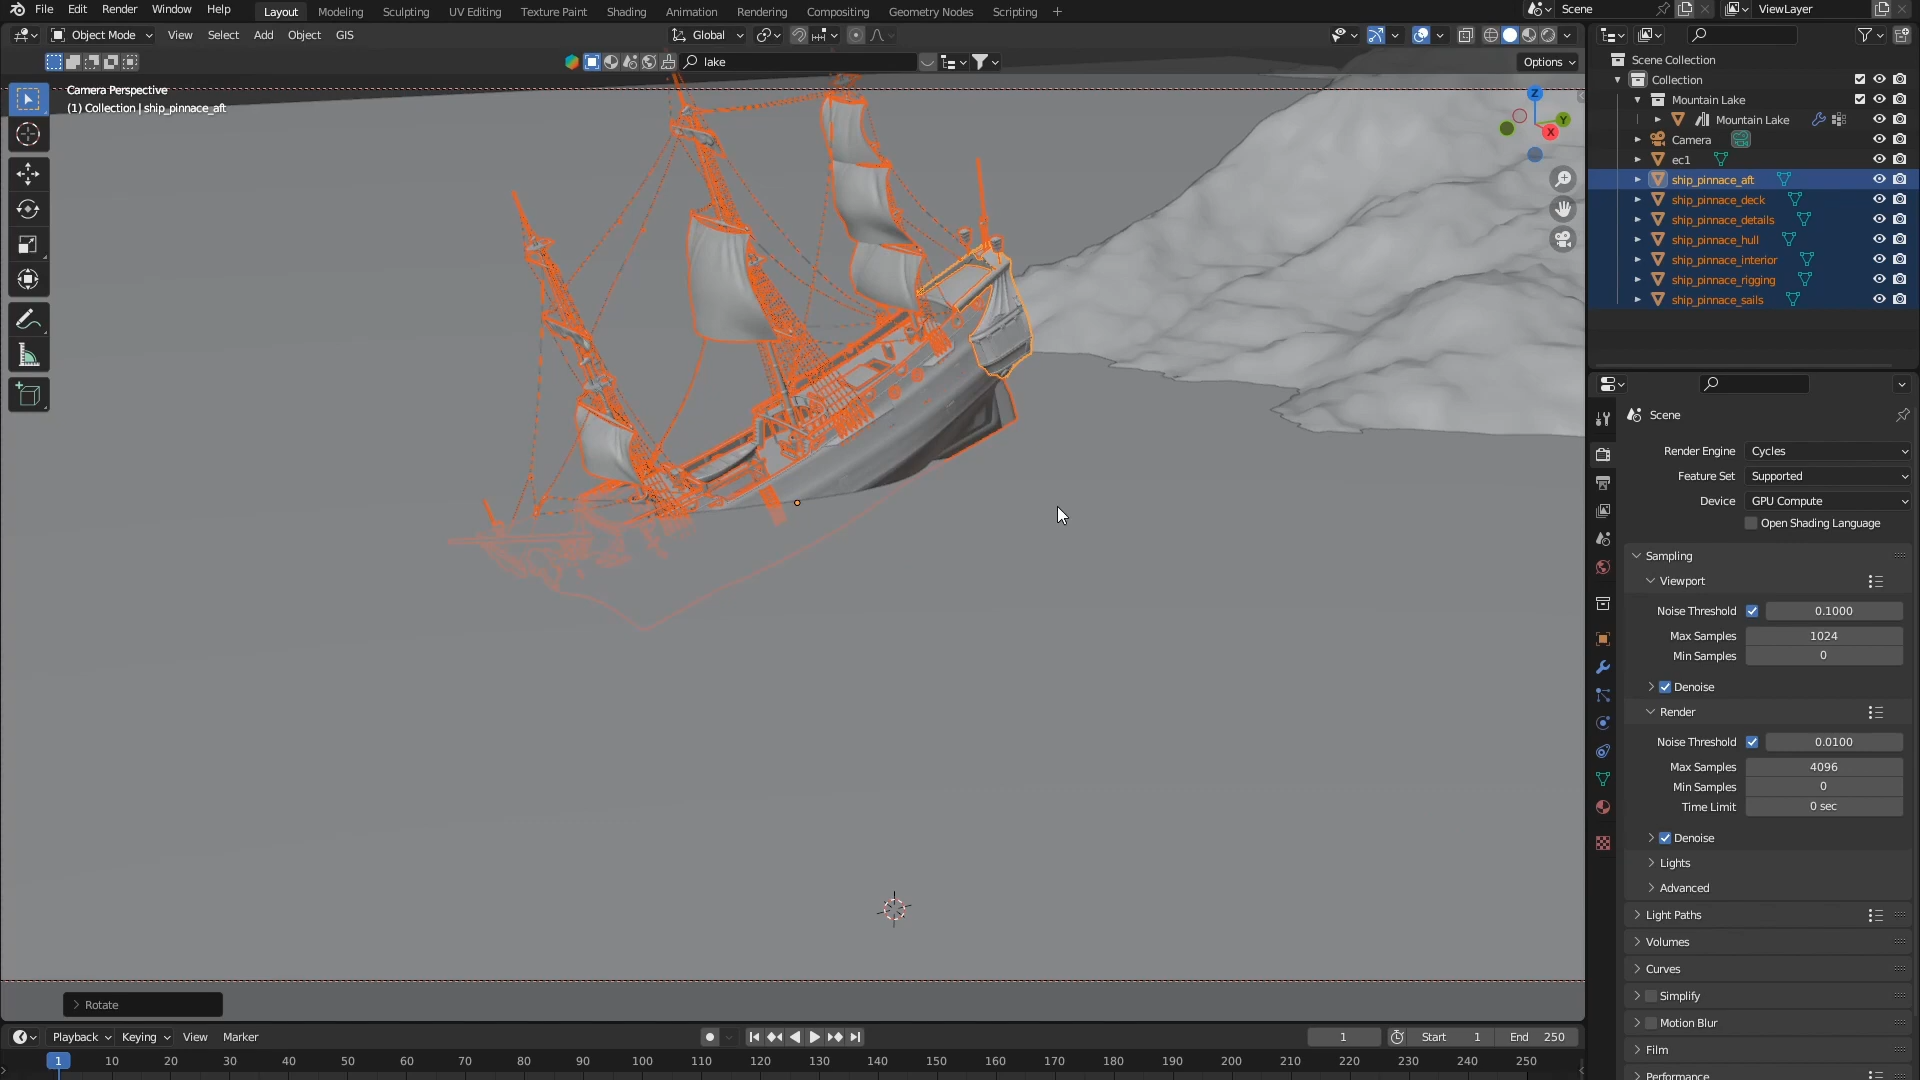 File Edit Render Window Help Layout Modeling Sculpting UV Editing Texture Paint Shading Animation Rendering Compositing Geometry Nodes Scripting + Scene ViewLayer
Object Mode View Select Add Object GIS Global
lake Options
Camera Perspective
(1) Collection | ship_pinnace_aft
Z
Y
X
Rotate
Scene Collection
Collection
Mountain Lake
Mountain Lake
Camera
ec1
ship_pinnace_aft
ship_pinnace_deck
ship_pinnace_details
ship_pinnace_hull
ship_pinnace_interior
ship_pinnace_rigging
ship_pinnace_sails
Scene
Render Engine Cycles
Feature Set Supported
Device GPU Compute
Open Shading Language
Sampling
Viewport
Noise Threshold 0.1000
Max Samples 1024
Min Samples 0
Denoise
Render
Noise Threshold 0.0100
Max Samples 4096
Min Samples 0
Time Limit 0 sec
Denoise
Lights
Advanced
Light Paths
Volumes
Curves
Simplify
Motion Blur
Film
Performance
Playback Keying View Marker 1 Start 1 End 250
1 10 20 30 40 50 60 70 80 90 100 110 120 130 140 150 160 170 180 190 200 210 220 230 240 250